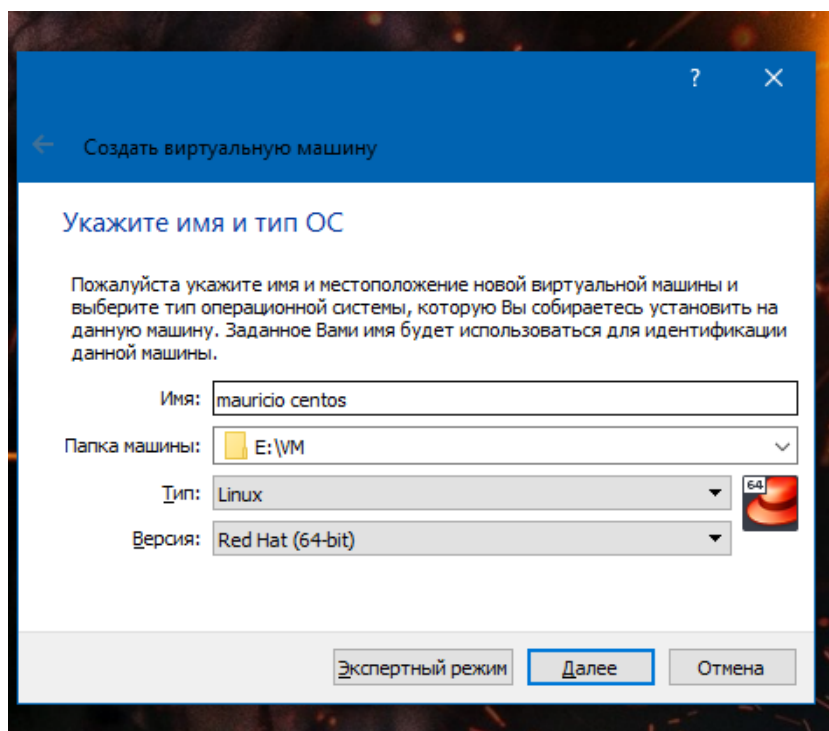 ?
Создать виртуальную машину
Укажите имя и тип ОС
Пожалуйста укажите имя и местоположение новой виртуальной машины и
выберите тип операционной системы, которую Вы собираетесь установить на
данную машину. Заданное Вами имя будет использоваться для идентификации
данной машины.
Имя: mauricio centos
Папка машины: E:\VM
Тип: Linux
64
Версия: Red Hat (64-bit)
Экспертный режим Далее Отмена